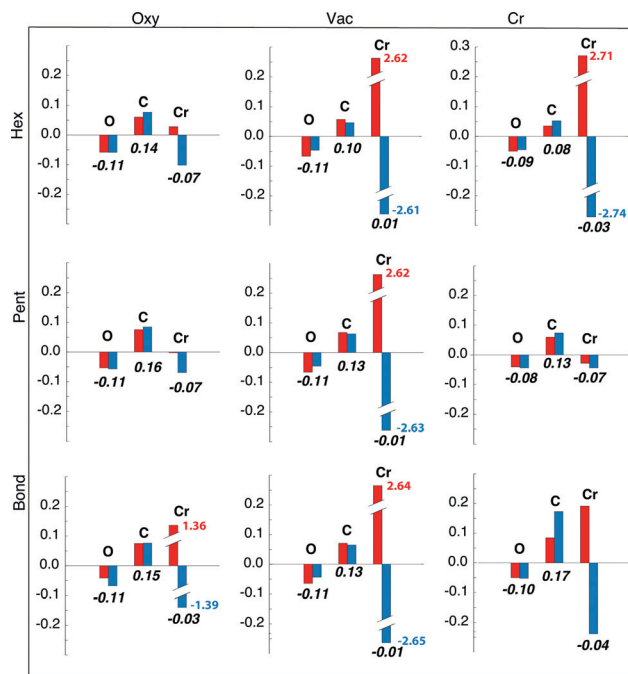 Oxy Vac Cr
Hex
0.2
0.1
0.0
-0.1
-0.2
O
-0.11
C
0.14
Cr
-0.07
0.2
0.1
0.0
-0.1
-0.2
O
-0.11
C
0.10
Cr
2.62
-2.61
0.01
0.3
0.2
0.1
0.0
-0.1
-0.2
O
-0.09
C
0.08
Cr
2.71
-2.74
-0.03
Pent
0.2
0.1
0.0
-0.1
-0.2
O
-0.11
C
0.16
Cr
-0.07
0.2
0.1
0.0
-0.1
-0.2
O
-0.11
C
0.13
Cr
2.62
-2.63
-0.01
0.2
0.1
0.0
-0.1
-0.2
O
-0.08
C
0.13
Cr
-0.07
Bond
0.2
0.1
0.0
-0.1
-0.2
O
-0.11
C
0.15
Cr
1.36
-1.39
-0.03
0.2
0.1
0.0
-0.1
-0.2
O
-0.11
C
0.13
Cr
2.64
-2.65
-0.01
0.2
0.1
0.0
-0.1
-0.2
O
-0.10
C
0.17
Cr
-0.04